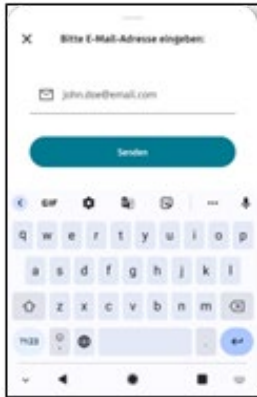 Bitte E-Mail-Adresse eingeben:
john.doe@email.com
Senden
GIF
q w e r t y u i o p
a s d f g h j k l
z x c v b n m
?123 .